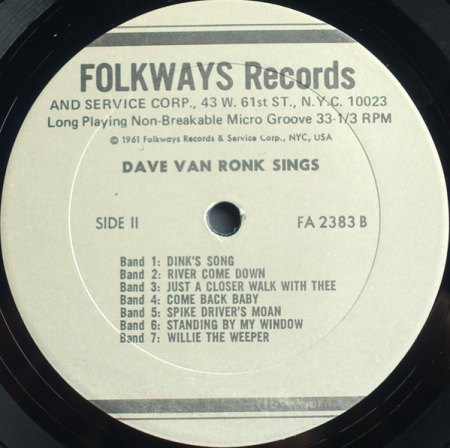 FOLKWAYS Records
AND SERVICE CORP., 43 W. 61st ST., N.Y.C. 10023
Long Playing Non-Breakable Micro Groove 33-1/3 RPM
© 1961 Folkways Records & Service Corp., NYC, USA
DAVE VAN RONK SINGS
SIDE II FA 2383 B
Band 1: DINK'S SONG
Band 2: RIVER COME DOWN
Band 3: JUST A CLOSER WALK WITH THEE
Band 4: COME BACK BABY
Band 5: SPIKE DRIVER'S MOAN
Band 6: STANDING BY MY WINDOW
Band 7: WILLIE THE WEEPER